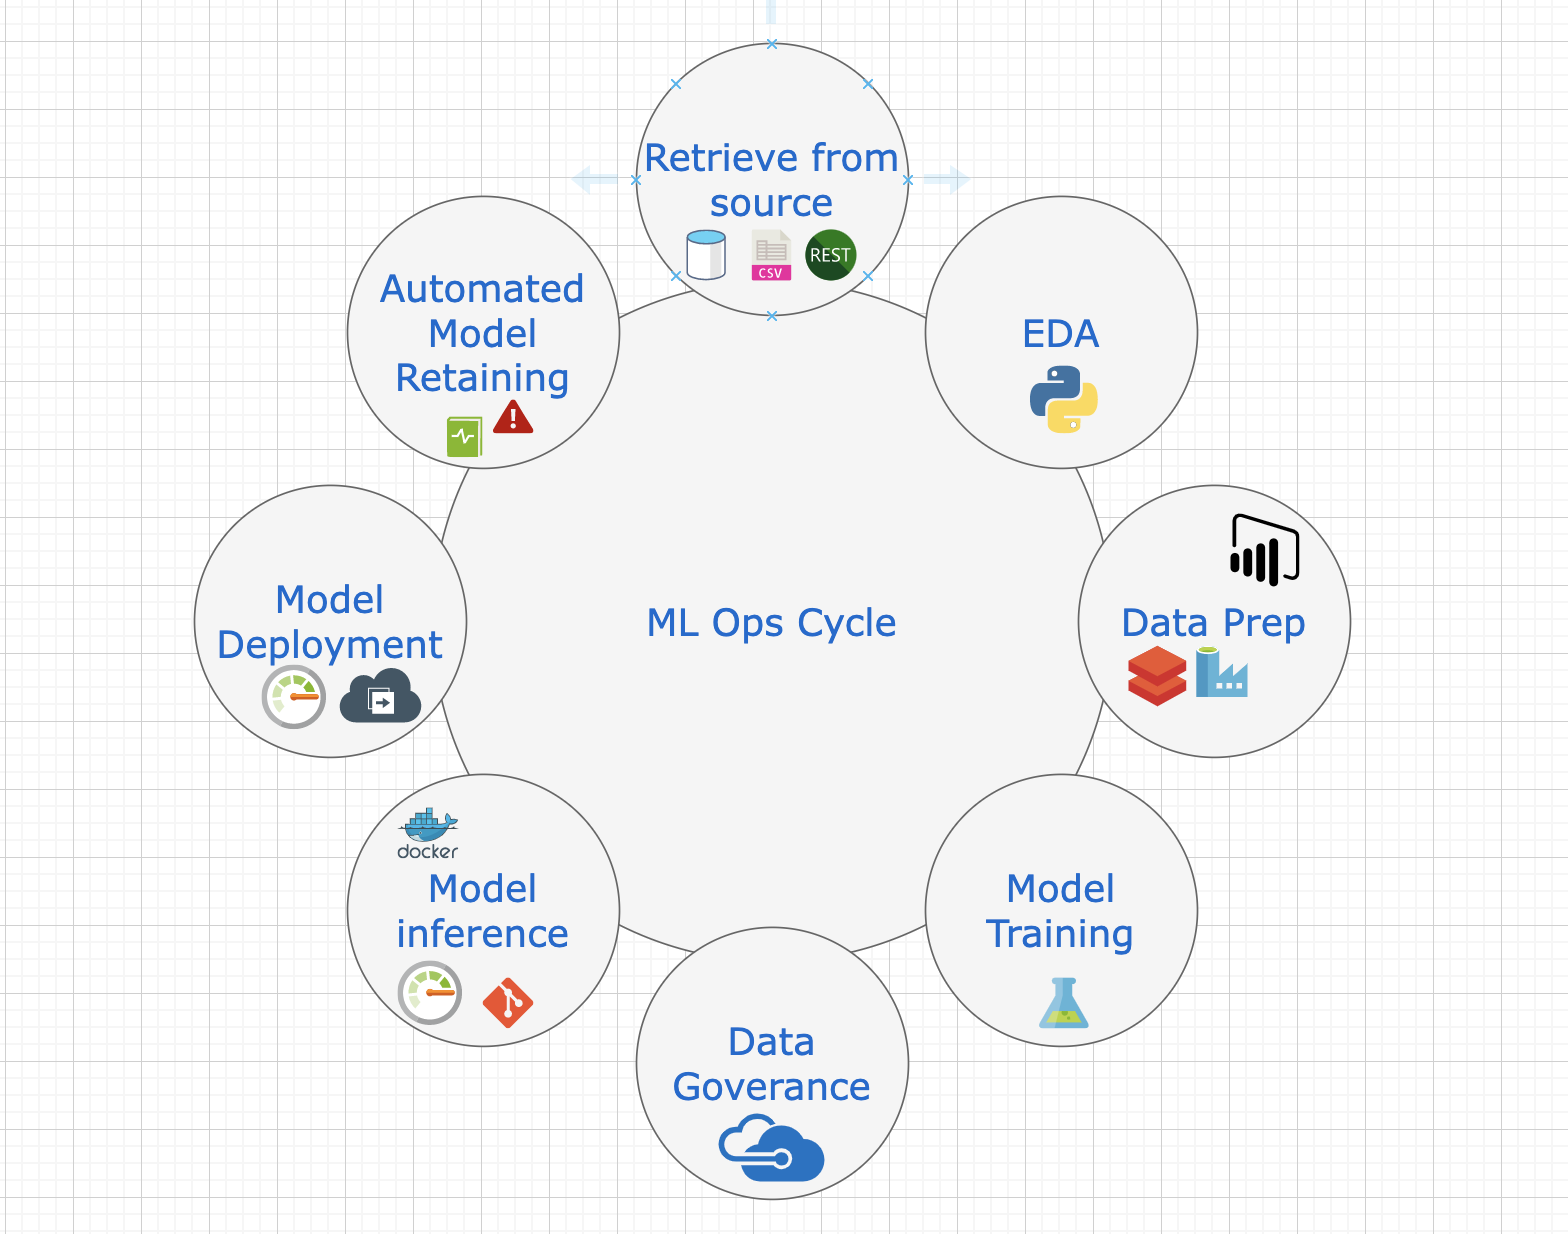 Retrieve from
source
CSV
REST
EDA
Data Prep
Model
Training
Data
Goverance
docker
Model
inference
Model
Deployment
Automated
Model
Retaining
ML Ops Cycle